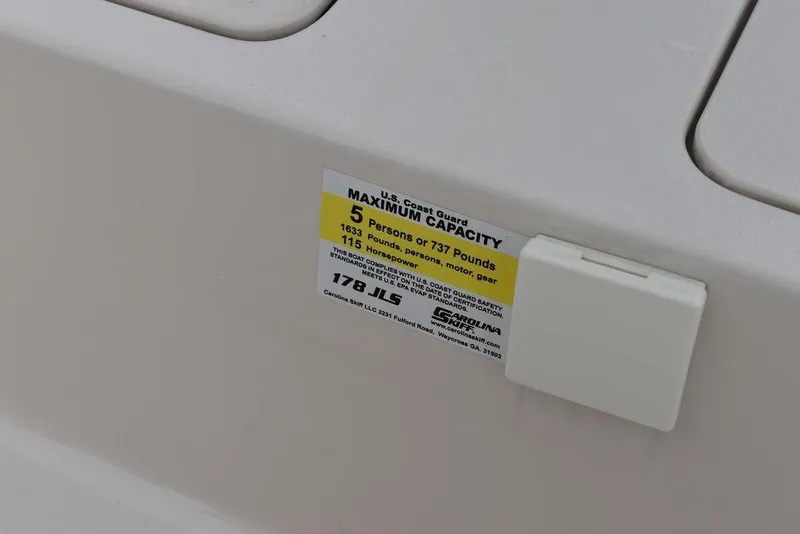 U.S. Coast Guard
MAXIMUM CAPACITY
5 Persons or 737 Pounds
1633 Pounds, persons, motor, gear
115 Horsepower
THIS BOAT COMPLIES WITH U.S. COAST GUARD SAFETY
STANDARDS IN EFFECT ON THE DATE OF CERTIFICATION.
MEETS U.S. EPA EVAP STANDARDS.
178 JLS
CAROLINA
SKIFF
www.carolinaskiff.com
Carolina Skiff LLC 3231 Fulford Road, Waycross GA. 31503